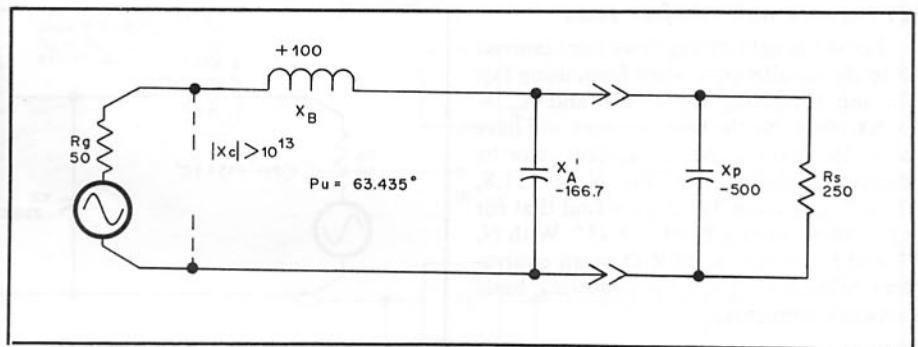 +100
X_B
Rg
50
|Xc| > 10^13
Pu = 63.435°
X_A'
-166.7
Xp
-500
Rs
250